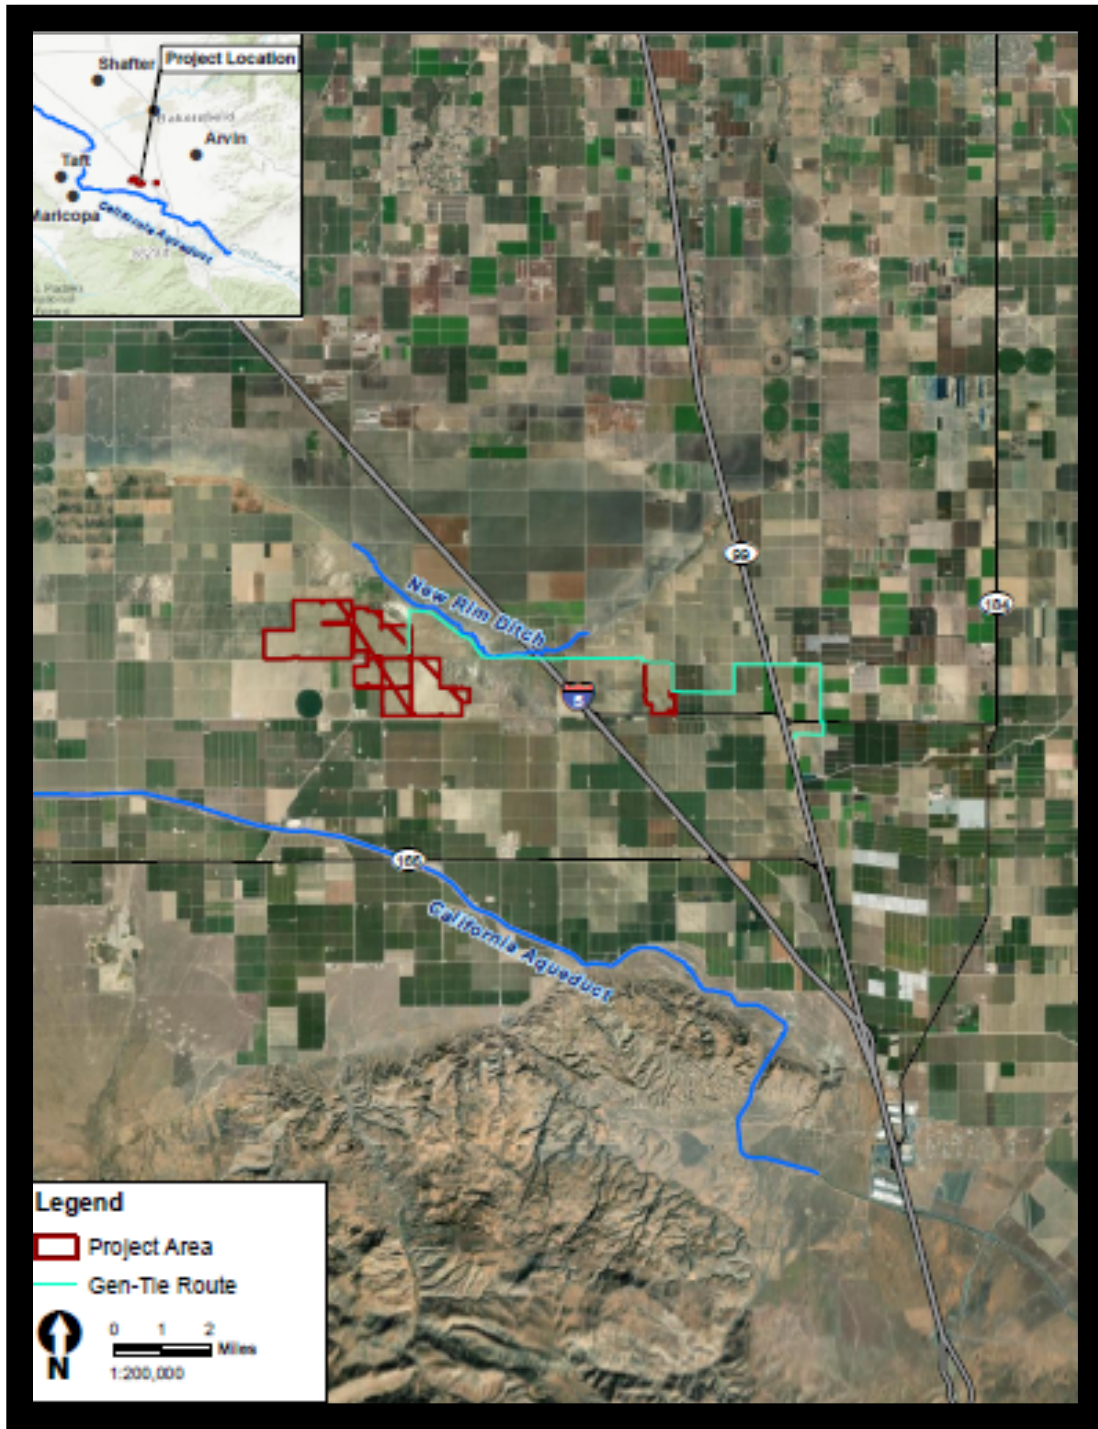 Project Location
Shafter
Bakersfield
Arvin
Taft
Maricopa
California Aqueduct
99
184
New Rim Ditch
5
166
California Aqueduct
Legend
Project Area
Gen-Tie Route
0 1 2
Miles
N
1:200,000